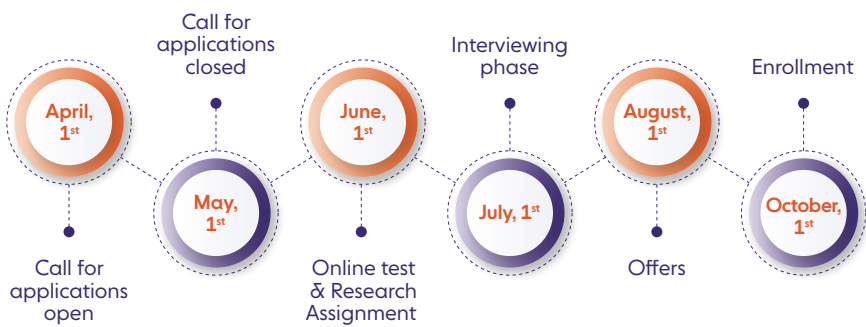 April,
1st
Call for
applications
open
Call for
applications
closed
May,
1st
June,
1st
Online test
& Research
Assignment
Interviewing
phase
July, 1st
August,
1st
Offers
Enrollment
October,
1st